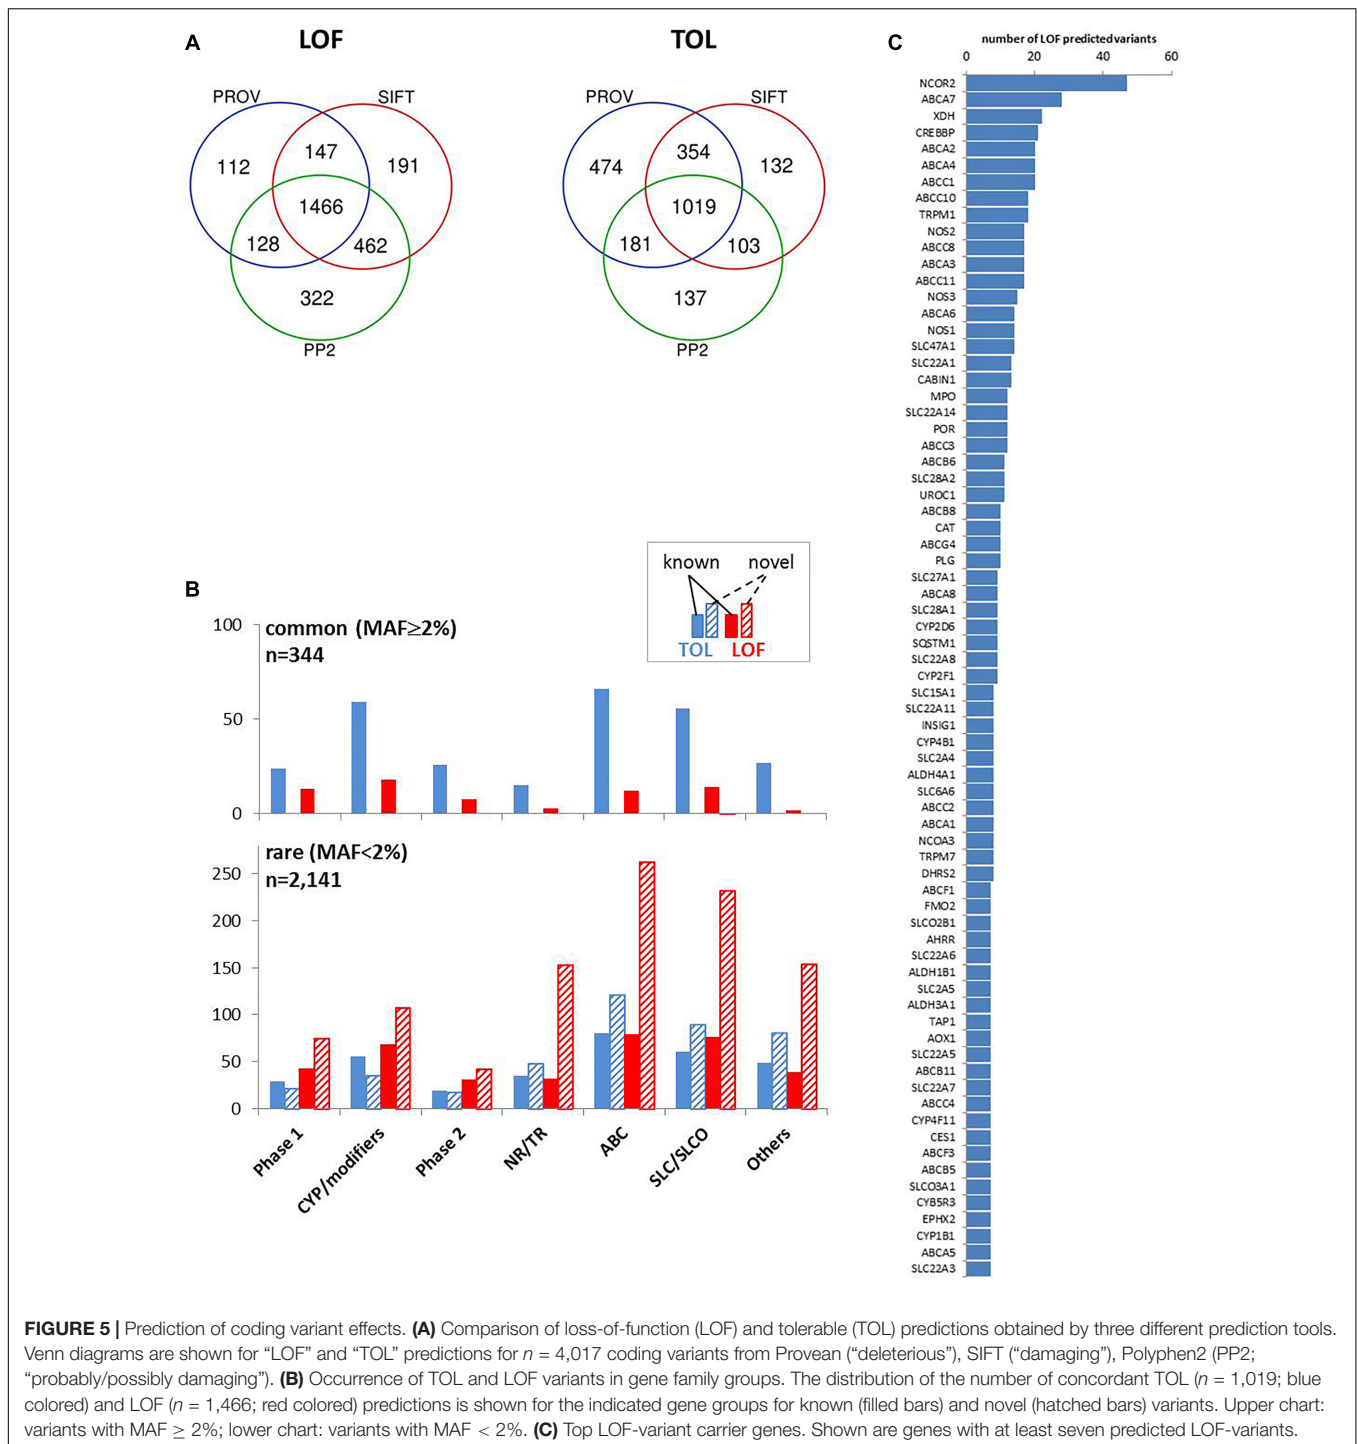 A
LOF
TOL
PROV
SIFT
147
112
191
1466
128
462
322
PP2
PROV
SIFT
354
474
132
1019
181
103
137
PP2
B
known
novel
TOL
LOF
common (MAF≥2%)
n=344
100
50
0
rare (MAF<2%)
n=2,141
250
200
150
100
50
0
Phase 1
CYP/modifiers
Phase 2
NR/TR
ABC
SLC/SLCO
Others
C
number of LOF predicted variants
0 20 40 60
NCOR2
ABCA7
XDH
CREBBP
ABCA2
ABCA4
ABCC1
ABCC10
TRPM1
NOS2
ABCC8
ABCA3
ABCC11
NOS3
ABCA6
NOS1
SLC47A1
SLC22A1
CABIN1
MPO
SLC22A14
POR
ABCC3
ABCB6
SLC28A2
UROC1
ABCB8
CAT
ABCG4
PLG
SLC27A1
ABCA8
SLC28A1
CYP2D6
SQSTM1
SLC22A8
CYP2F1
SLC15A1
SLC22A11
INSIG1
CYP4B1
SLC2A4
ALDH4A1
SLC6A6
ABCC2
ABCA1
NCOA3
TRPM7
DHRS2
ABCF1
FMO2
SLCO2B1
AHRR
SLC22A6
ALDH1B1
SLC2A5
ALDH3A1
TAP1
AOX1
SLC22A5
ABCB11
SLC22A7
ABCC4
CYP4F11
CES1
ABCF3
ABCB5
SLCO3A1
CYB5R3
EPHX2
CYP1B1
ABCA5
SLC22A3
FIGURE 5 | Prediction of coding variant effects. (A) Comparison of loss-of-function (LOF) and tolerable (TOL) predictions obtained by three different prediction tools.
Venn diagrams are shown for “LOF” and “TOL” predictions for n = 4,017 coding variants from Provean (“deleterious”), SIFT (“damaging”), Polyphen2 (PP2;
“probably/possibly damaging”). (B) Occurrence of TOL and LOF variants in gene family groups. The distribution of the number of concordant TOL (n = 1,019; blue
colored) and LOF (n = 1,466; red colored) predictions is shown for the indicated gene groups for known (filled bars) and novel (hatched bars) variants. Upper chart:
variants with MAF ≥ 2%; lower chart: variants with MAF < 2%. (C) Top LOF-variant carrier genes. Shown are genes with at least seven predicted LOF-variants.